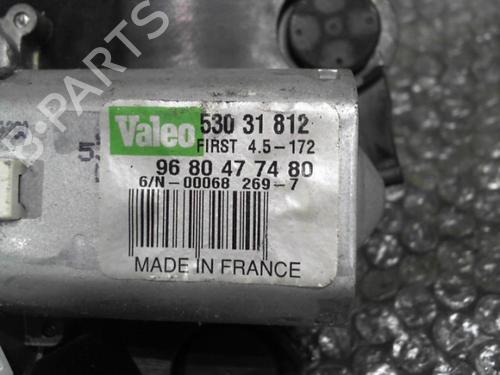 Valeo 530 31 812
FIRST 4.5-172
96 80 47 74 80
6/N-00068 269-7
MADE IN FRANCE
B-PARTS